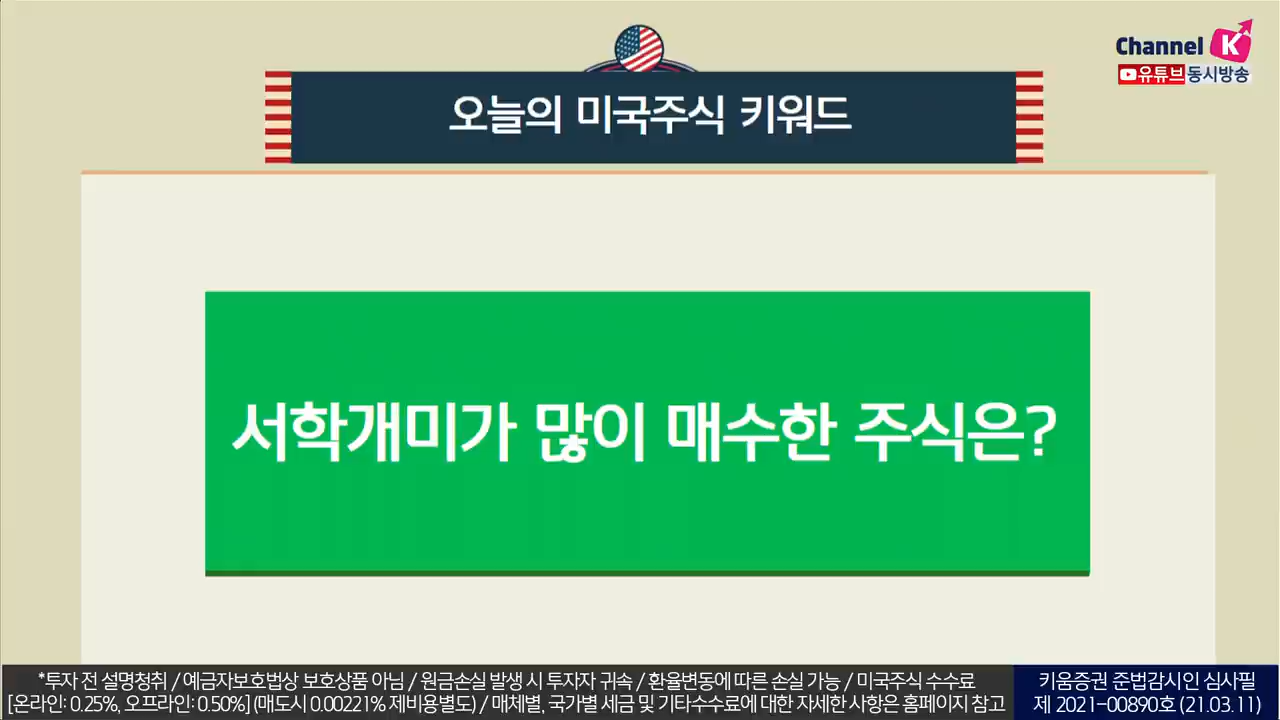 Channel K
유튜브 동시방송
오늘의 미국주식 키워드
서학개미가 많이 매수한 주식은?
*투자 전 설명청취 / 예금자보호법상 보호상품 아님 / 원금손실 발생 시 투자자 귀속 / 환율변동에 따른 손실 가능 / 미국주식 수수료
[온라인: 0.25%, 오프라인: 0.50%] (매도시 0.00221% 제비용별도) / 매체별, 국가별 세금 및 기타수수료에 대한 자세한 사항은 홈페이지 참고
키움증권 준법감시인 심사필
제 2021-00890호 (21.03.11)